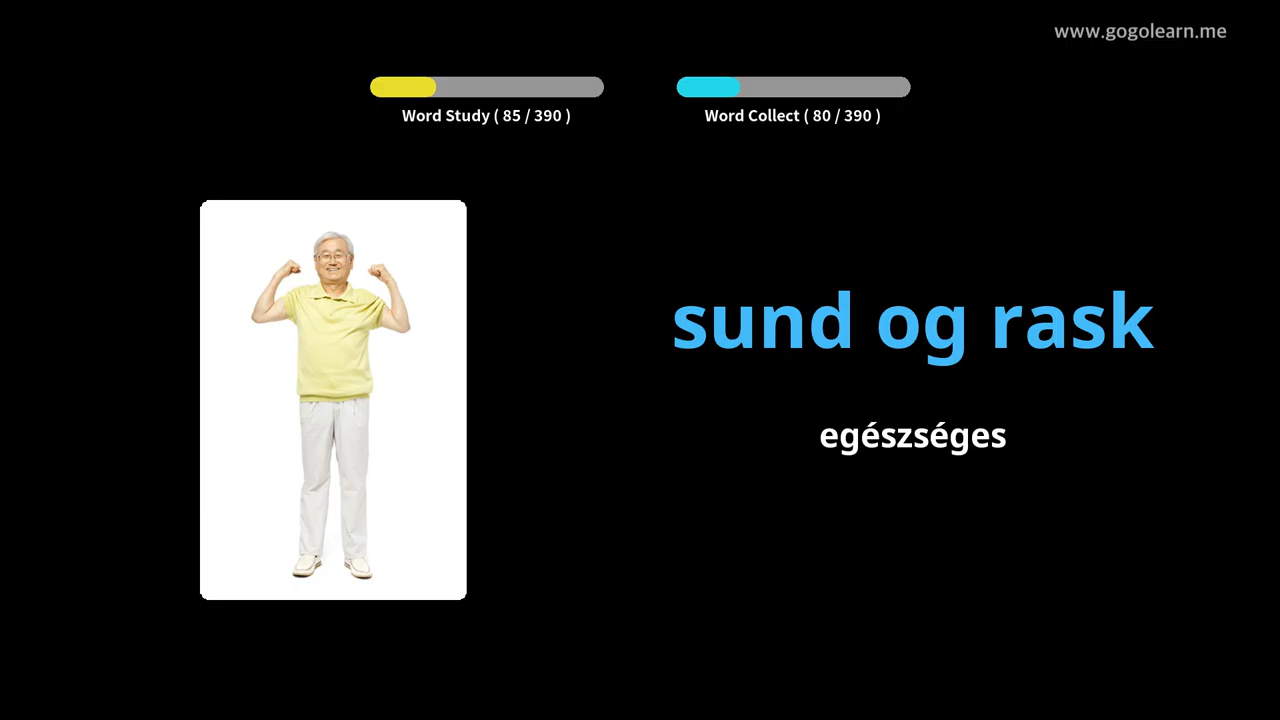 www.gogolearn.me
Word Study ( 85 / 390 )
Word Collect ( 80 / 390 )
sund og rask
egészséges